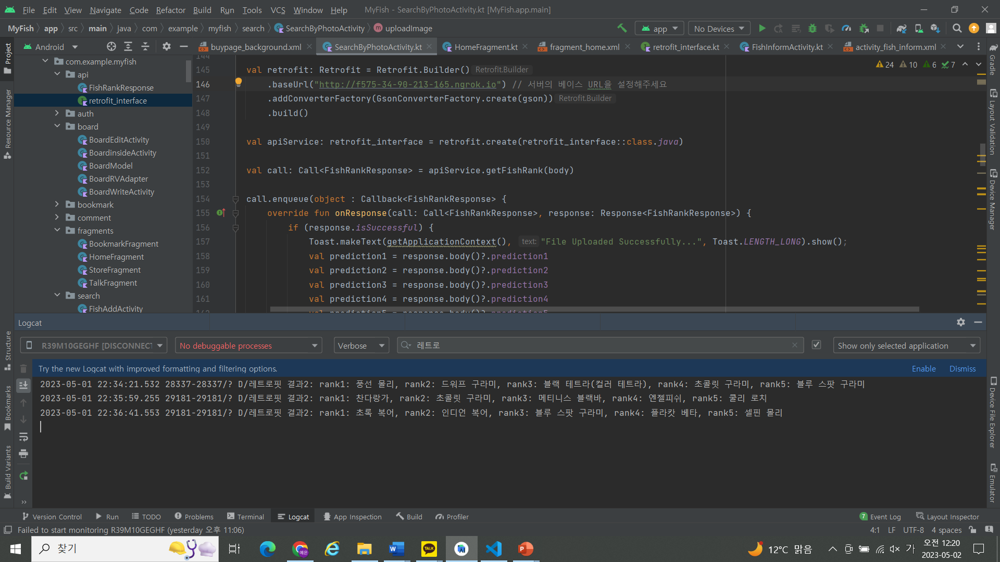 File Edit View Navigate Code Refactor Build Run Tools VCS Window Help MyFish - SearchByPhotoActivity.kt [MyFish.app.main]
MyFish app src main java com example myfish search SearchByPhotoActivity uploadImage app No Devices
Android
buypage_background.xml SearchByPhotoActivity.kt HomeFragment.kt fragment_home.xml retrofit_interface.kt FishInformActivity.kt activity_fish_inform.xml
Project
Resource Manager
Structure
Bookmarks
Build Variants
com.example.myfish
api
FishRankResponse
retrofit_interface
auth
board
BoardEditActivity
BoardinsideActivity
BoardModel
BoardRVAdapter
BoardWriteActivity
bookmark
comment
fragments
BookmarkFragment
HomeFragment
StoreFragment
TalkFragment
search
FishAddActivity
24 10 6 7
144
145 val retrofit: Retrofit = Retrofit.Builder() Retrofit.Builder
146 .baseUrl("http://f575-34-90-213-165.ngrok.io") // 서버의 베이스 URL을 설정해주세요
147 .addConverterFactory(GsonConverterFactory.create(gson)) Retrofit.Builder
148 .build()
149
150 val apiService: retrofit_interface = retrofit.create(retrofit_interface::class.java)
151
152 val call: Call<FishRankResponse> = apiService.getFishRank(body)
153
154 call.enqueue(object : Callback<FishRankResponse> {
155 override fun onResponse(call: Call<FishRankResponse>, response: Response<FishRankResponse>) {
156 if (response.isSuccessful) {
157 Toast.makeText(getApplicationContext(), text: "File Uploaded Successfully...", Toast.LENGTH_LONG).show();
158 val prediction1 = response.body()?.prediction1
159 val prediction2 = response.body()?.prediction2
160 val prediction3 = response.body()?.prediction3
161 val prediction4 = response.body()?.prediction4
162 val prediction5 = response.body()?.prediction5
Gradle
Layout Validation
Device Manager
Device File Explorer
Emulator
Logcat
R39M10GEGHF [DISCONNECT No debuggable processes Verbose 레트로 Show only selected application
Try the new Logcat with improved formatting and filtering options. Enable Dismiss
2023-05-01 22:34:21.532 28337-28337/? D/레트로핏 결과2: rank1: 풍선 몰리, rank2: 드워프 구라미, rank3: 블랙 테트라(컬러 테트라), rank4: 초콜릿 구라미, rank5: 블루 스팟 구라미
2023-05-01 22:35:59.255 29181-29181/? D/레트로핏 결과2: rank1: 찬다랑가, rank2: 초콜릿 구라미, rank3: 메티니스 블랙바, rank4: 엔젤피쉬, rank5: 쿨리 로치
2023-05-01 22:36:41.553 29181-29181/? D/레트로핏 결과2: rank1: 초록 복어, rank2: 인디언 복어, rank3: 블루 스팟 구라미, rank4: 플라캇 베타, rank5: 셀핀 몰리
Version Control Run TODO Problems Terminal Logcat App Inspection Build Profiler 7 Event Log Layout Inspector
Failed to start monitoring R39M10GEGHF (yesterday 오후 11:06) 4:1 LF UTF-8 4 spaces
찾기 예은 TALK 12°C 맑음 가 오전 12:20
2023-05-02